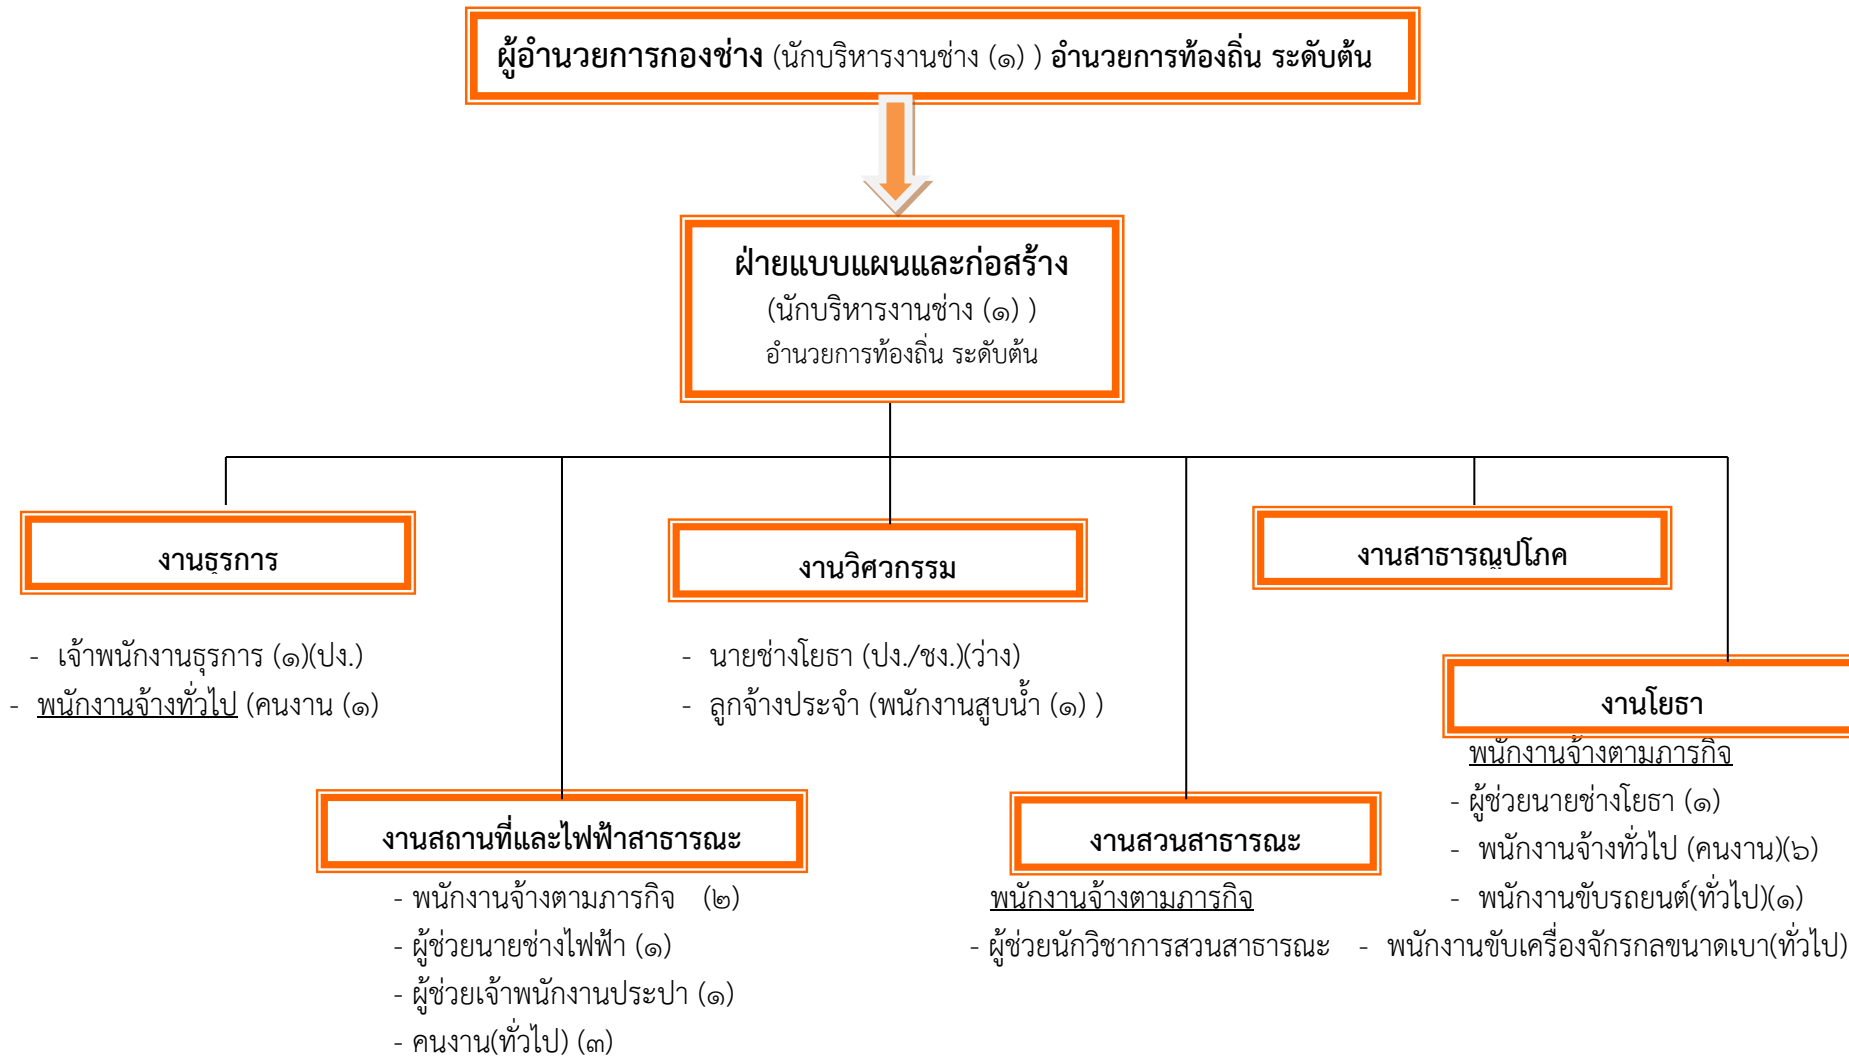 ผู้อำนวยการกองช่าง (นักบริหารงานช่าง (๑) ) อำนวยการท้องถิ่น ระดับต้น
ฝ่ายแบบแผนและก่อสร้าง
(นักบริหารงานช่าง (๑) )
อำนวยการท้องถิ่น ระดับต้น
งานธุรการ
- เจ้าพนักงานธุรการ (๑)(ปง.)
- พนักงานจ้างทั่วไป (คนงาน (๑)
งานสถานที่และไฟฟ้าสาธารณะ
- พนักงานจ้างตามภารกิจ (๒)
- ผู้ช่วยนายช่างไฟฟ้า (๑)
- ผู้ช่วยเจ้าพนักงานประปา (๑)
- คนงาน(ทั่วไป) (๓)
งานวิศวกรรม
- นายช่างโยธา (ปง./ชง.)(ว่าง)
- ลูกจ้างประจำ (พนักงานสูบน้ำ (๑) )
งานสวนสาธารณะ
พนักงานจ้างตามภารกิจ
- ผู้ช่วยนักวิชาการสวนสาธารณะ
งานสาธารณูปโภค
งานโยธา
พนักงานจ้างตามภารกิจ
- ผู้ช่วยนายช่างโยธา (๑)
- พนักงานจ้างทั่วไป (คนงาน)(๖)
- พนักงานขับรถยนต์(ทั่วไป)(๑)
- พนักงานขับเครื่องจักรกลขนาดเบา(ทั่วไป)